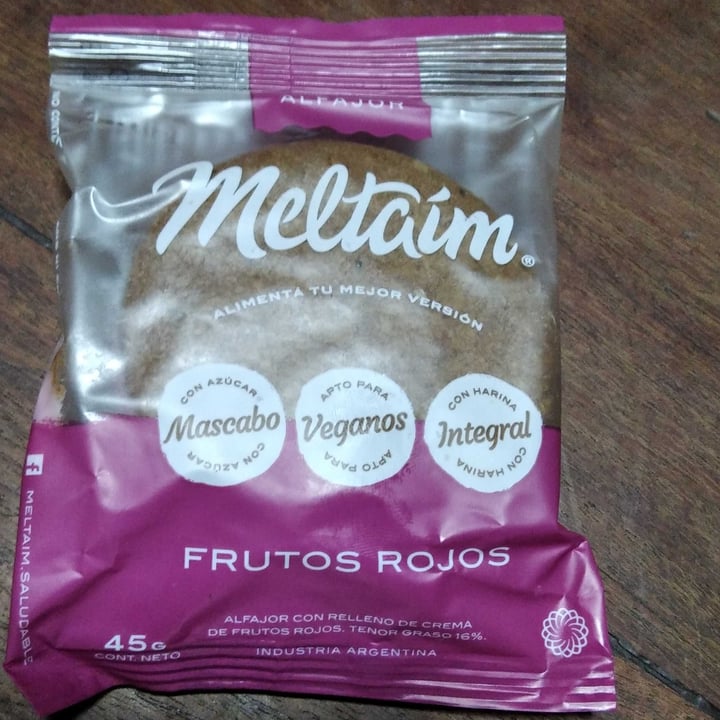 ALFAJOR
Meltaím®
ALIMENTÁ TU MEJOR VERSIÓN
CON AZÚCAR
Mascabo
CON AZÚCAR
APTO PARA
Veganos
APTO PARA
CON HARINA
Integral
CON HARINA
FRUTOS ROJOS
ALFAJOR CON RELLENO DE CREMA
DE FRUTOS ROJOS. TENOR GRASO 16%.
INDUSTRIA ARGENTINA
45G
CONT. NETO
f MELTAIM.SALUDABLE